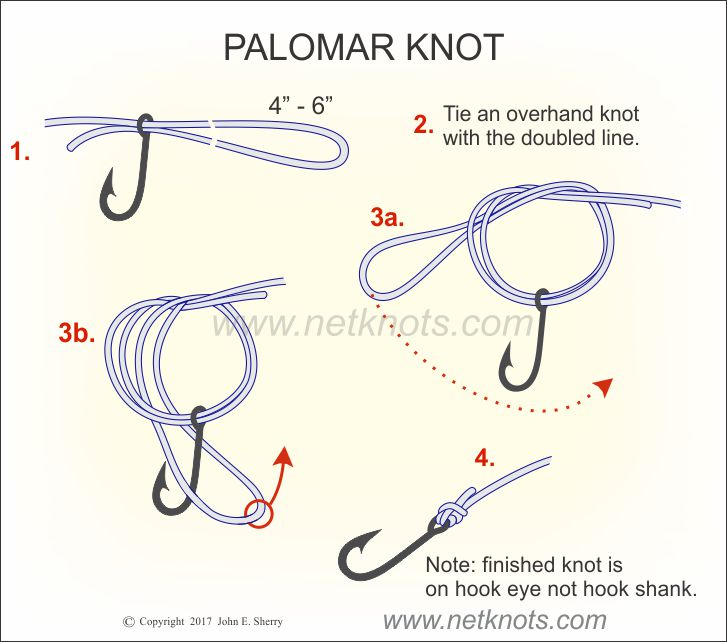 PALOMAR KNOT
1.
4” - 6”
2.
Tie an overhand knot
with the doubled line.
3a.
www.netknots.com
3b.
4.
Note: finished knot is
on hook eye not hook shank.
© Copyright 2017 John E. Sherry
www.netknots.com